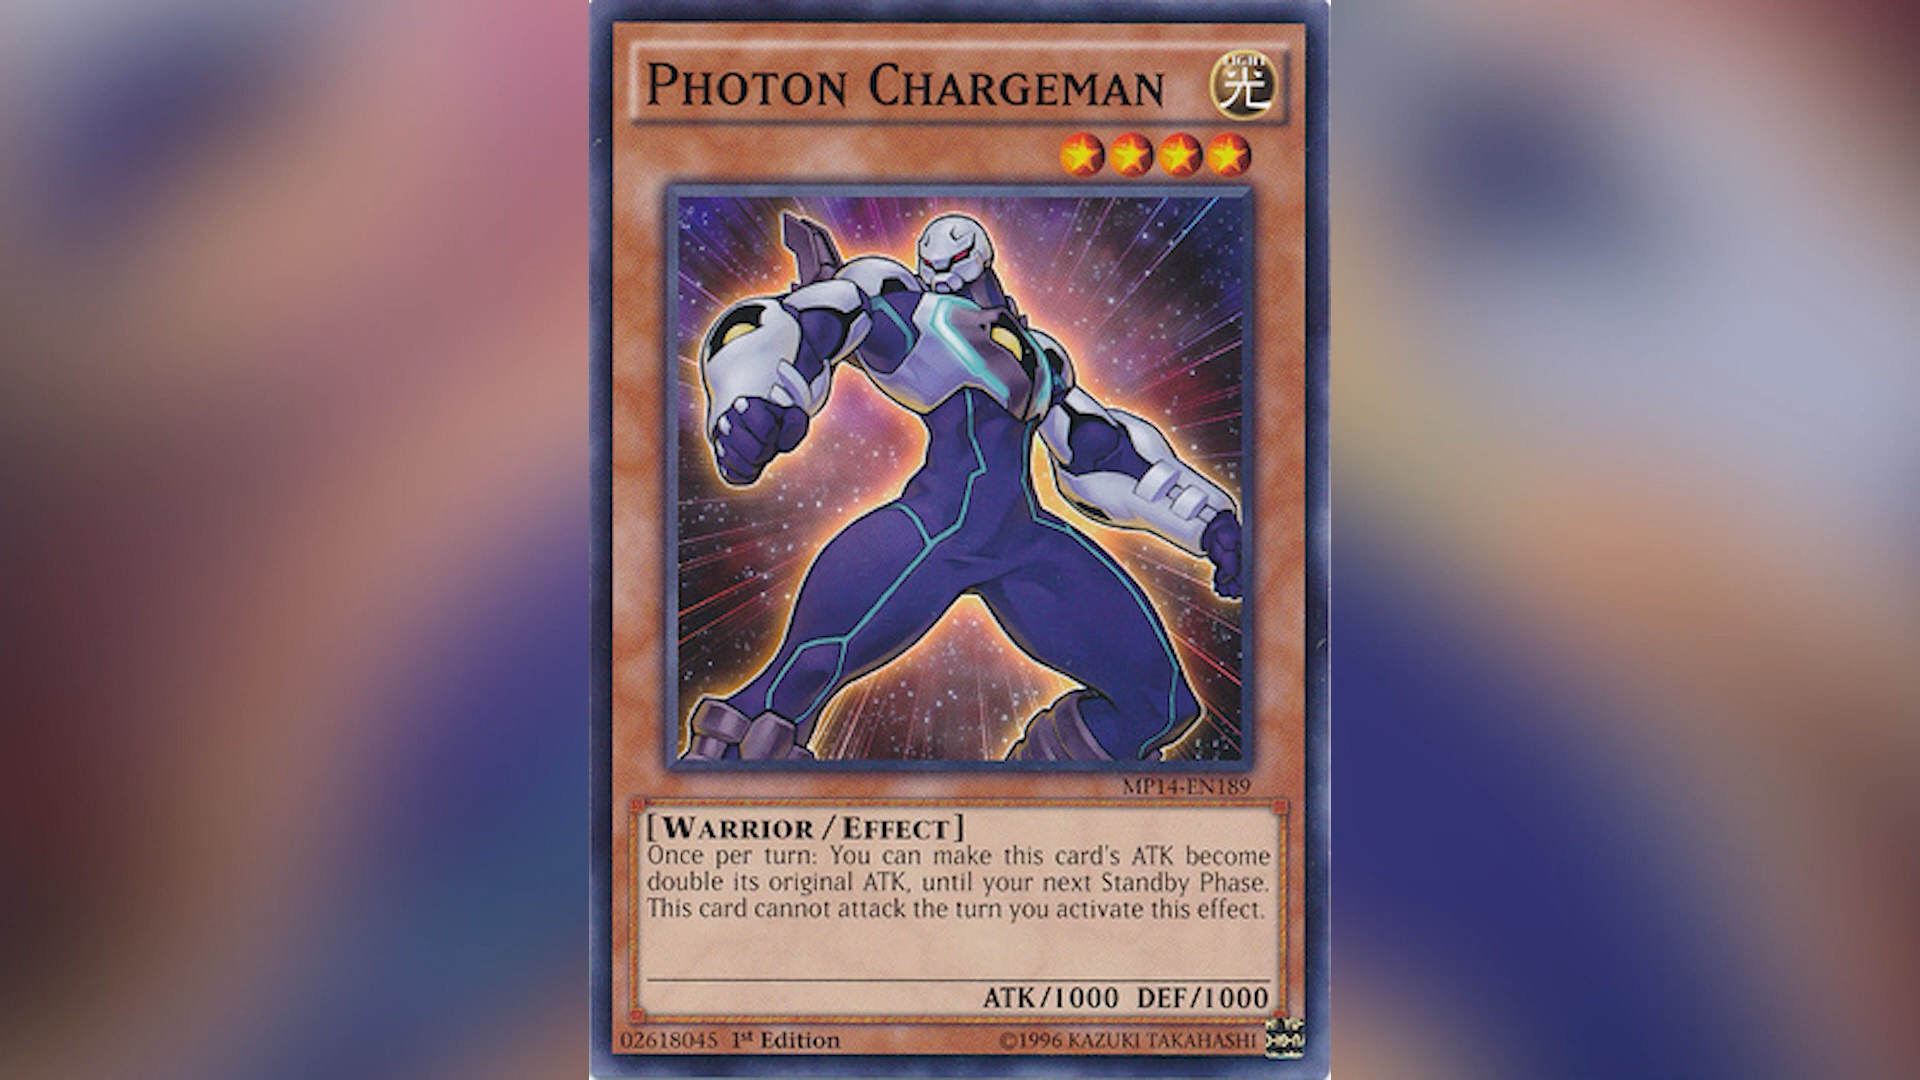 PHOTON CHARGEMAN
LIGHT
光
MP14-EN189
[WARRIOR/EFFECT]
Once per turn: You can make this card's ATK become
double its original ATK, until your next Standby Phase.
This card cannot attack the turn you activate this effect.
ATK/1000 DEF/1000
02618045 1st Edition ©1996 KAZUKI TAKAHASHI